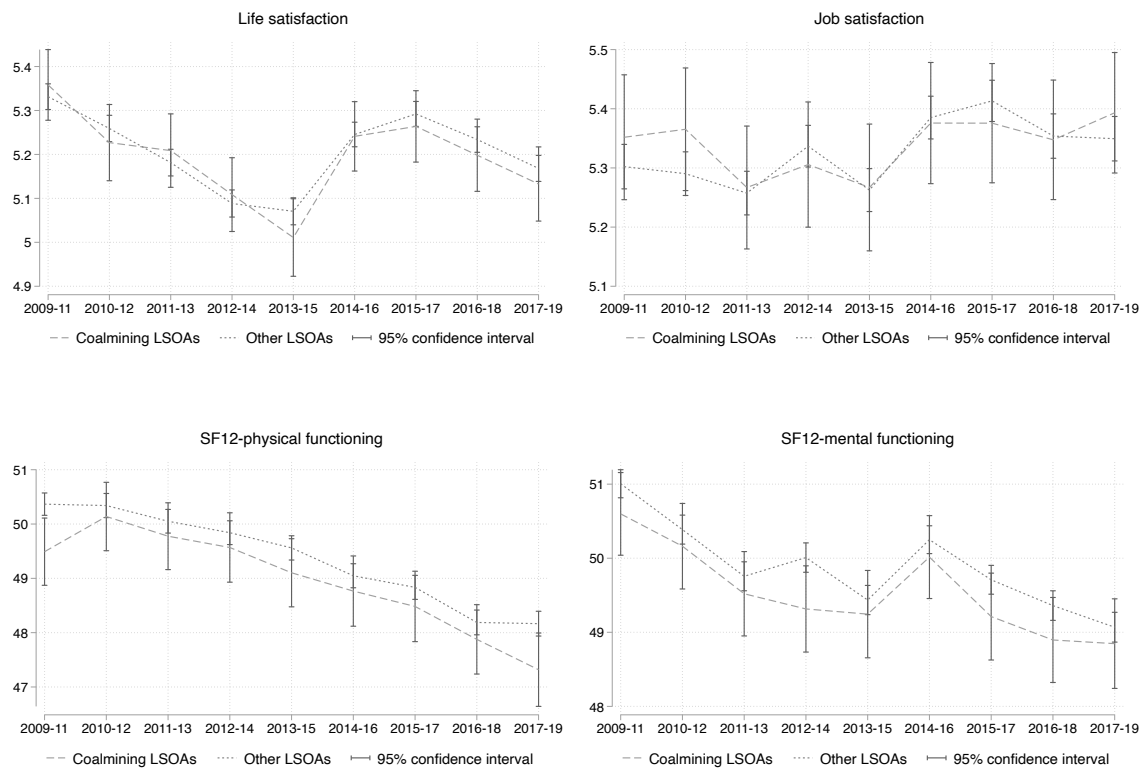 Life satisfaction
5.4
5.3
5.2
5.1
5
4.9
2009-11 2010-12 2011-13 2012-14 2013-15 2014-16 2015-17 2016-18 2017-19
Coalmining LSOAs Other LSOAs 95% confidence interval
Job satisfaction
5.5
5.4
5.3
5.2
5.1
2009-11 2010-12 2011-13 2012-14 2013-15 2014-16 2015-17 2016-18 2017-19
Coalmining LSOAs Other LSOAs 95% confidence interval
SF12-physical functioning
51
50
49
48
47
2009-11 2010-12 2011-13 2012-14 2013-15 2014-16 2015-17 2016-18 2017-19
Coalmining LSOAs Other LSOAs 95% confidence interval
SF12-mental functioning
51
50
49
48
2009-11 2010-12 2011-13 2012-14 2013-15 2014-16 2015-17 2016-18 2017-19
Coalmining LSOAs Other LSOAs 95% confidence interval